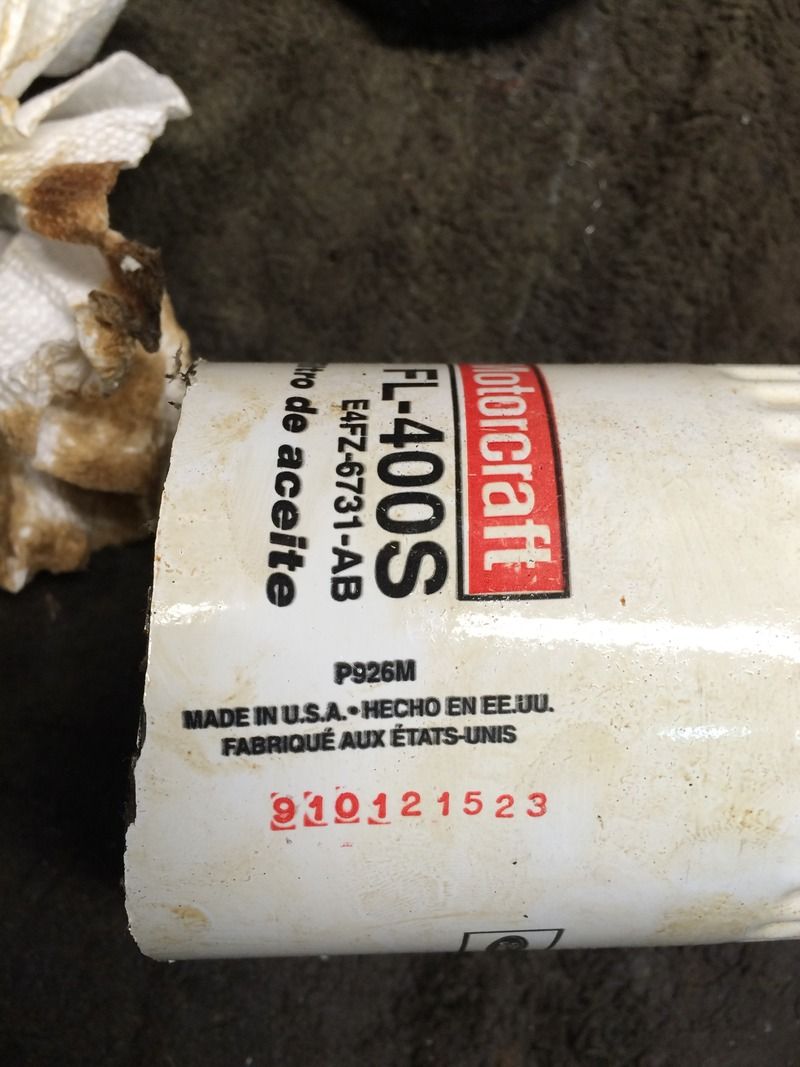 Motorcraft
FL-400S
E4FZ-6731-AB
de aceite
P926M
MADE IN U.S.A.•HECHO EN EE.UU.
FABRIQUÉ AUX ÉTATS-UNIS
910121523